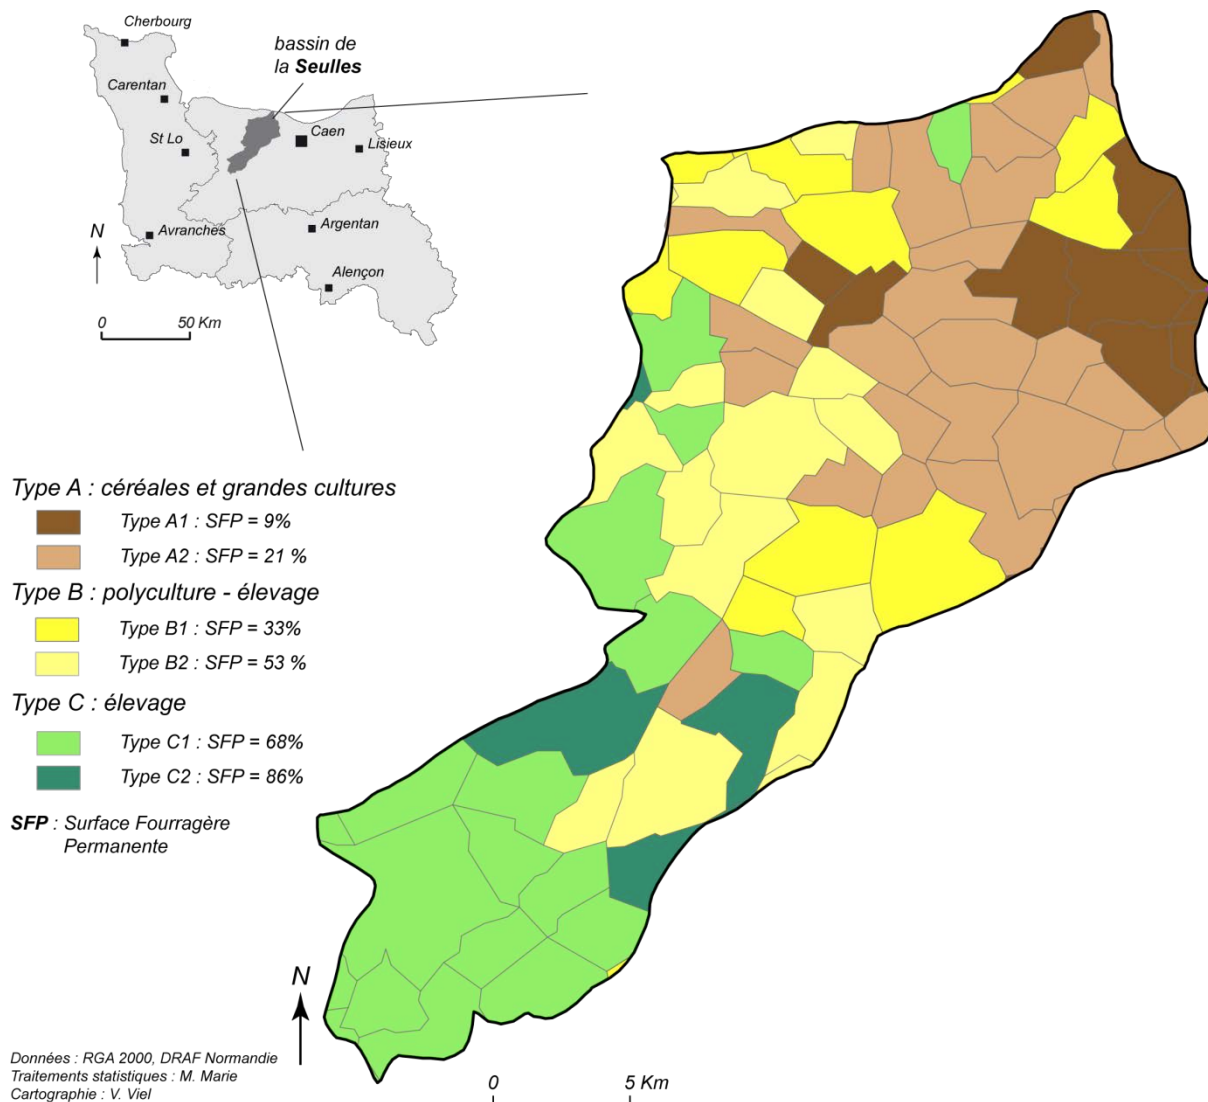 Cherbourg
bassin de
la Seulles
Carentan
St Lo
Caen
Lisieux
N
Avranches
Argentan
Alençon
0 50 Km
Type A : céréales et grandes cultures
Type A1 : SFP = 9%
Type A2 : SFP = 21 %
Type B : polyculture - élevage
Type B1 : SFP = 33%
Type B2 : SFP = 53 %
Type C : élevage
Type C1 : SFP = 68%
Type C2 : SFP = 86%
SFP : Surface Fourragère
Permanente
N
Données : RGA 2000, DRAF Normandie
Traitements statistiques : M. Marie
Cartographie : V. Viel
0 5 Km